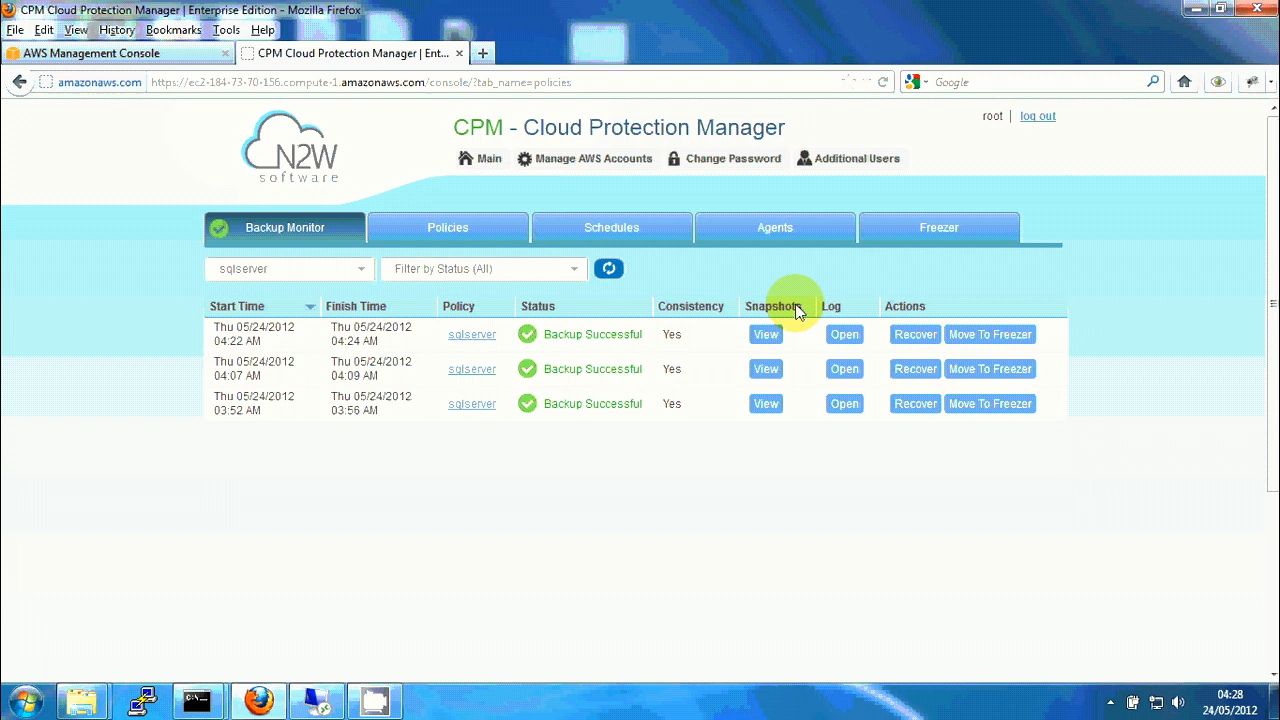 CPM Cloud Protection Manager | Enterprise Edition - Mozilla Firefox
File Edit View History Bookmarks Tools Help
AWS Management Console
CPM Cloud Protection Manager | Ent...
amazonaws.com https://ec2-184-73-70-156.compute-1.amazonaws.com/console/?tab_name=policies
Google
N2W
software
CPM - Cloud Protection Manager
root | log out
Main Manage AWS Accounts Change Password Additional Users
Backup Monitor Policies Schedules Agents Freezer
sqlserver Filter by Status (All)
Start Time Finish Time Policy Status Consistency Snapshots Log Actions
Thu 05/24/2012 04:22 AM Thu 05/24/2012 04:24 AM sqlserver Backup Successful Yes View Open Recover Move To Freezer
Thu 05/24/2012 04:07 AM Thu 05/24/2012 04:09 AM sqlserver Backup Successful Yes View Open Recover Move To Freezer
Thu 05/24/2012 03:52 AM Thu 05/24/2012 03:56 AM sqlserver Backup Successful Yes View Open Recover Move To Freezer
04:28
24/05/2012